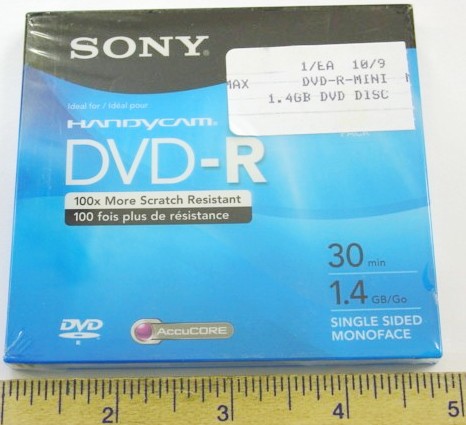 SONY®
1/EA 10/9
MAX DVD-R-MINI
1.4GB DVD DISC
Ideal for / Idéal pour
HANDYCAM®
DVD-R
PACK
100x More Scratch Resistant
100 fois plus de résistance
30 min
1.4 GB/Go
SINGLE SIDED
MONOFACE
DVD
R
AccuCORE
2 3 4 5